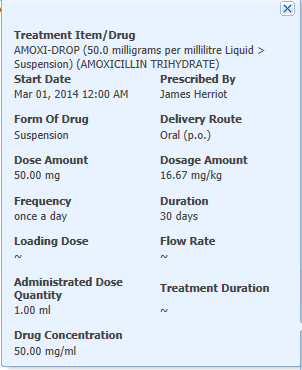 Treatment Item/Drug
AMOXI-DROP (50.0 milligrams per millilitre Liquid >
Suspension) (AMOXICILLIN TRIHYDRATE)
Start Date Prescribed By
Mar 01, 2014 12:00 AM James Herriot
Form Of Drug Delivery Route
Suspension Oral (p.o.)
Dose Amount Dosage Amount
50.00 mg 16.67 mg/kg
Frequency Duration
once a day 30 days
Loading Dose Flow Rate
~ ~
Administrated Dose
Quantity Treatment Duration
1.00 ml ~
Drug Concentration
50.00 mg/ml